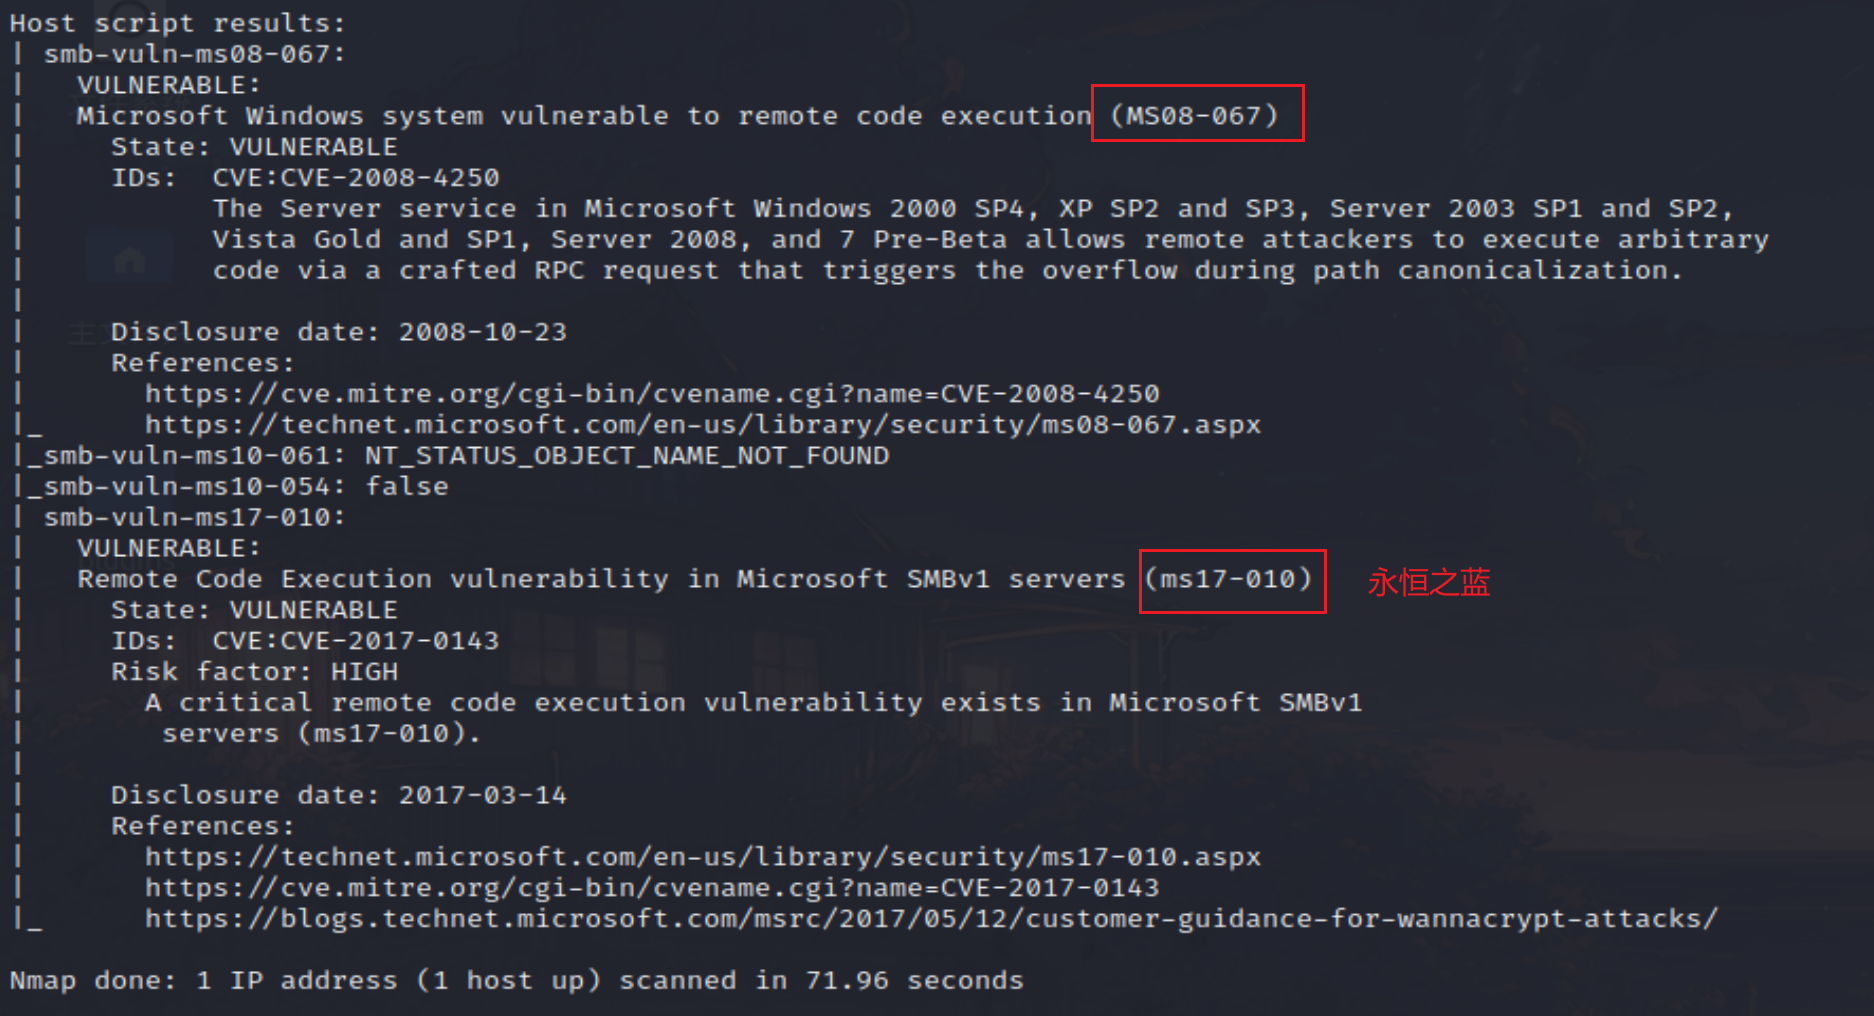 Host script results:
| smb-vuln-ms08-067:
|   VULNERABLE:
|   Microsoft Windows system vulnerable to remote code execution (MS08-067)
|     State: VULNERABLE
|     IDs:  CVE:CVE-2008-4250
|           The Server service in Microsoft Windows 2000 SP4, XP SP2 and SP3, Server 2003 SP1 and SP2,
|           Vista Gold and SP1, Server 2008, and 7 Pre-Beta allows remote attackers to execute arbitrary
|           code via a crafted RPC request that triggers the overflow during path canonicalization.
|
|     Disclosure date: 2008-10-23
|     References:
|       https://cve.mitre.org/cgi-bin/cvename.cgi?name=CVE-2008-4250
|_      https://technet.microsoft.com/en-us/library/security/ms08-067.aspx
|_smb-vuln-ms10-061: NT_STATUS_OBJECT_NAME_NOT_FOUND
|_smb-vuln-ms10-054: false
| smb-vuln-ms17-010:
|   VULNERABLE:
|   Remote Code Execution vulnerability in Microsoft SMBv1 servers (ms17-010) 永恒之蓝
|     State: VULNERABLE
|     IDs:  CVE:CVE-2017-0143
|     Risk factor: HIGH
|       A critical remote code execution vulnerability exists in Microsoft SMBv1
|        servers (ms17-010).
|
|     Disclosure date: 2017-03-14
|     References:
|       https://technet.microsoft.com/en-us/library/security/ms17-010.aspx
|       https://cve.mitre.org/cgi-bin/cvename.cgi?name=CVE-2017-0143
|_      https://blogs.technet.microsoft.com/msrc/2017/05/12/customer-guidance-for-wannacrypt-attacks/
Nmap done: 1 IP address (1 host up) scanned in 71.96 seconds